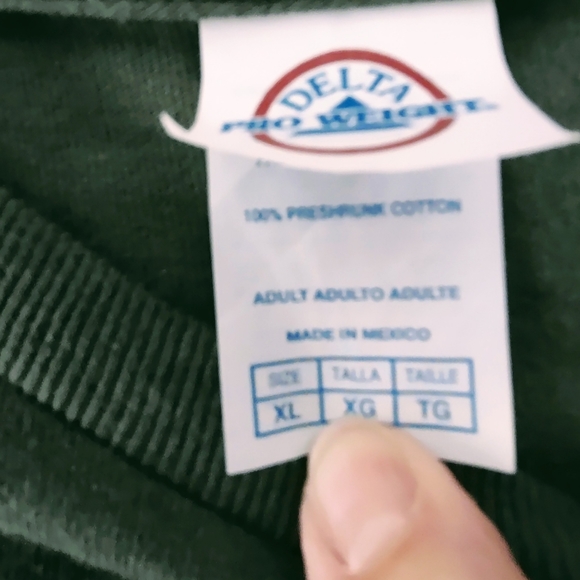 DELTA
PRO WEIGHT
100% PRESHRUNK COTTON
ADULT ADULTO ADULTE
MADE IN MEXICO
SIZE TALLA TAILLE
XL XG TG